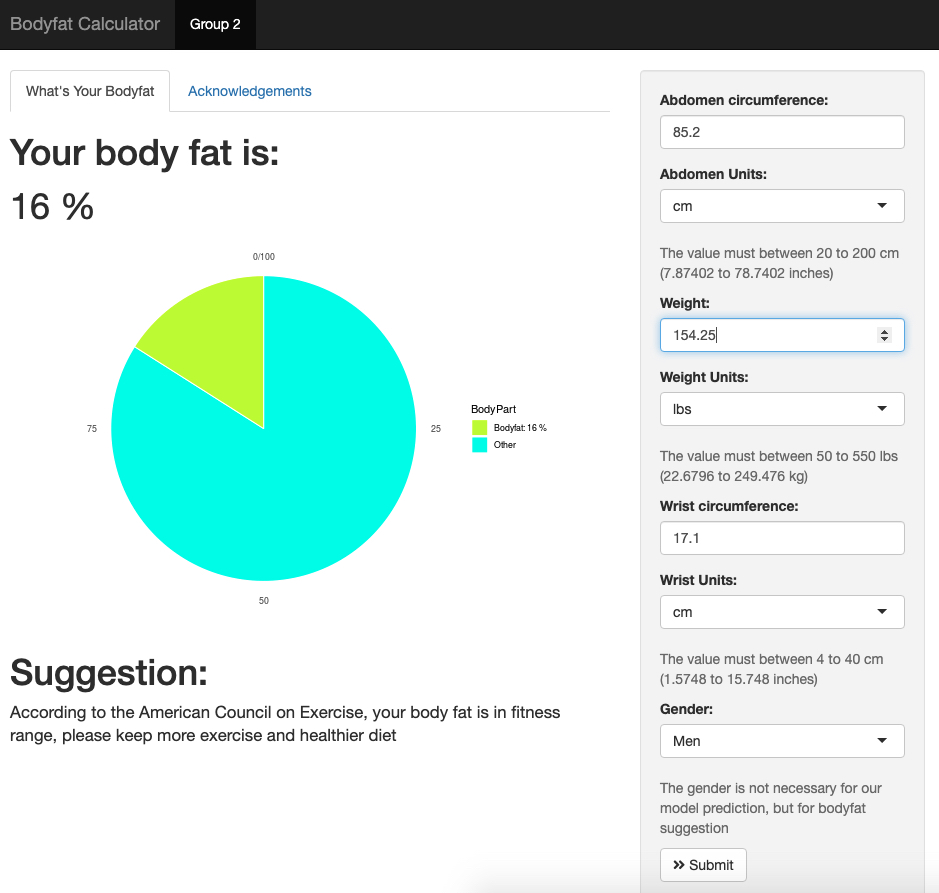 Bodyfat Calculator
Group 2
What's Your Bodyfat
Acknowledgements
Your body fat is:
16 %
0/100
75
25
50
BodyPart
Bodyfat: 16 %
Other
Suggestion:
According to the American Council on Exercise, your body fat is in fitness
range, please keep more exercise and healthier diet
Abdomen circumference:
85.2
Abdomen Units:
cm
The value must between 20 to 200 cm
(7.87402 to 78.7402 inches)
Weight:
154.25
Weight Units:
lbs
The value must between 50 to 550 lbs
(22.6796 to 249.476 kg)
Wrist circumference:
17.1
Wrist Units:
cm
The value must between 4 to 40 cm
(1.5748 to 15.748 inches)
Gender:
Men
The gender is not necessary for our
model prediction, but for bodyfat
suggestion
Submit